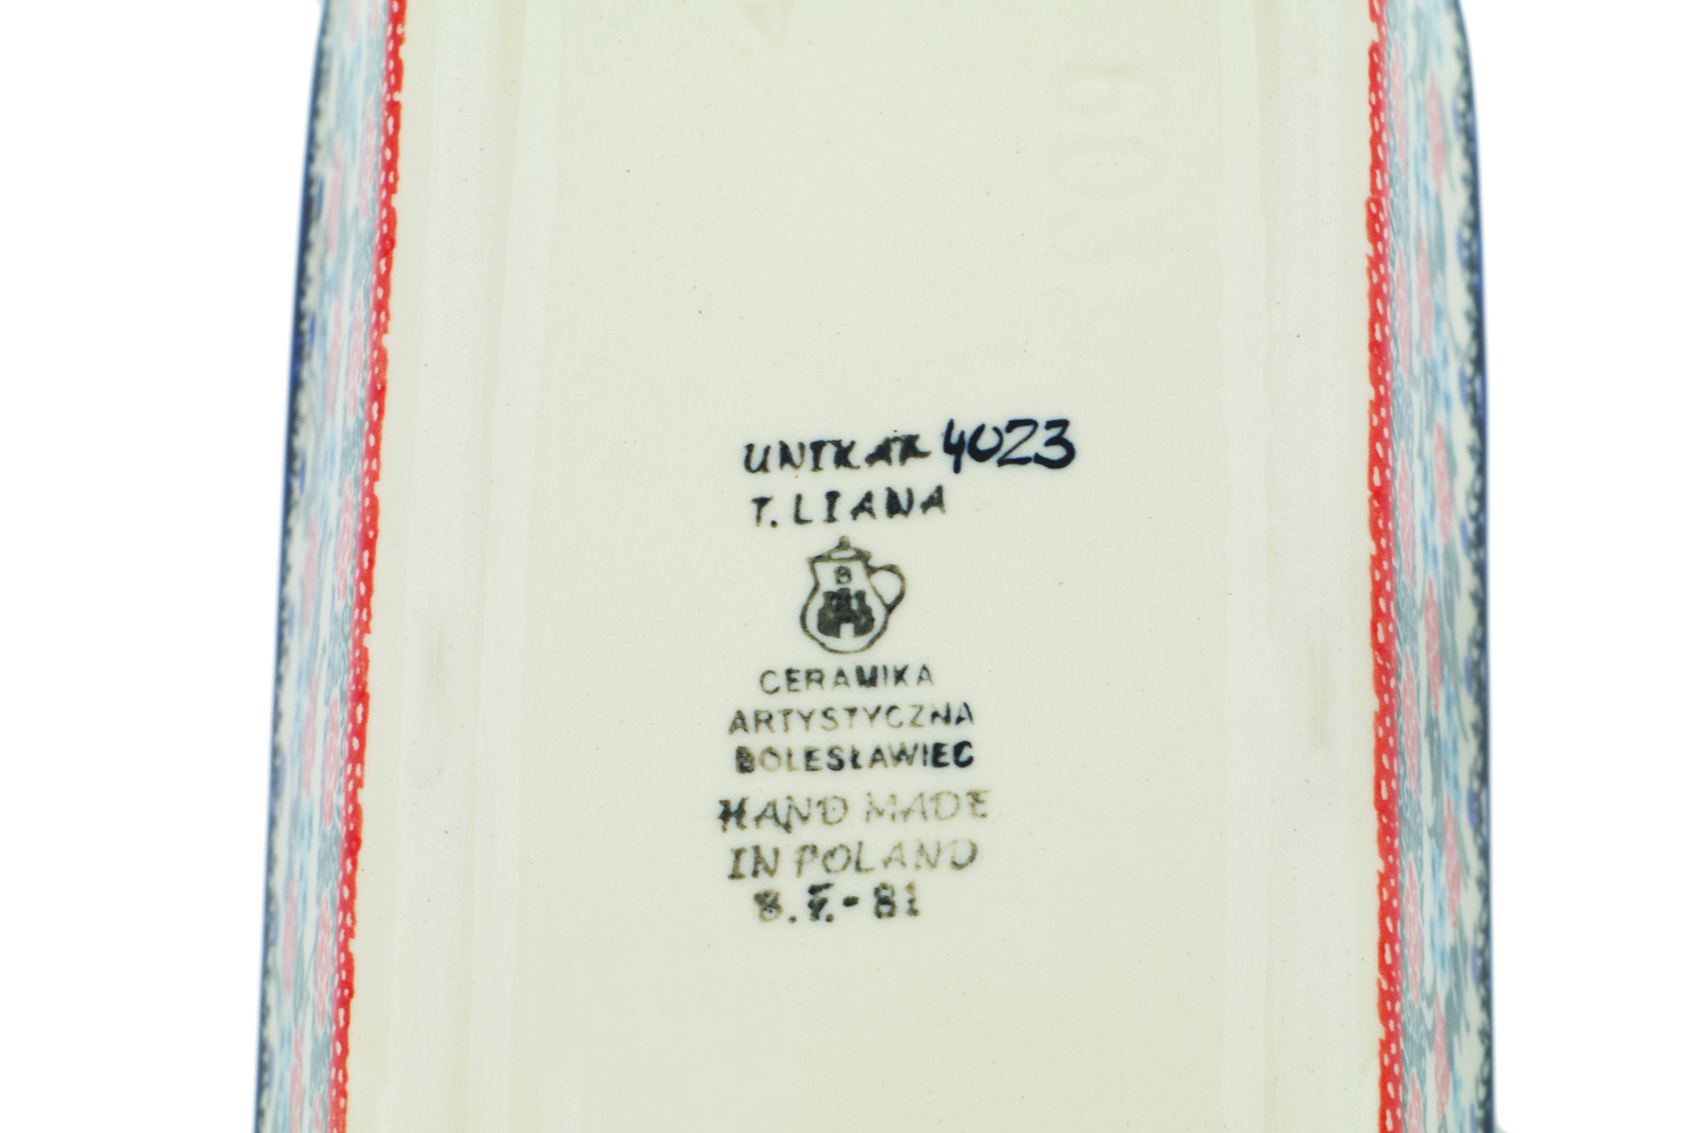 UNIKAT 4023
T. LIANA
B
CERAMIKA
ARTYSTYCZNA
BOLESŁAWIEC
HAND MADE
IN POLAND
81